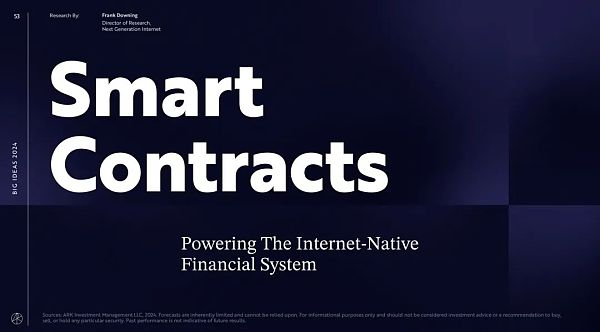 53
Research By:
Frank Downing
Director of Research,
Next Generation Internet
Smart
Contracts
BIG IDEAS 2024
Powering The Internet-Native
Financial System
Sources: ARK Investment Management LLC, 2024. Forecasts are inherently limited and cannot be relied upon. For informational purposes only and should not be considered investment advice or a recommendation to buy,
sell, or hold any particular security. Past performance is not indicative of future results.